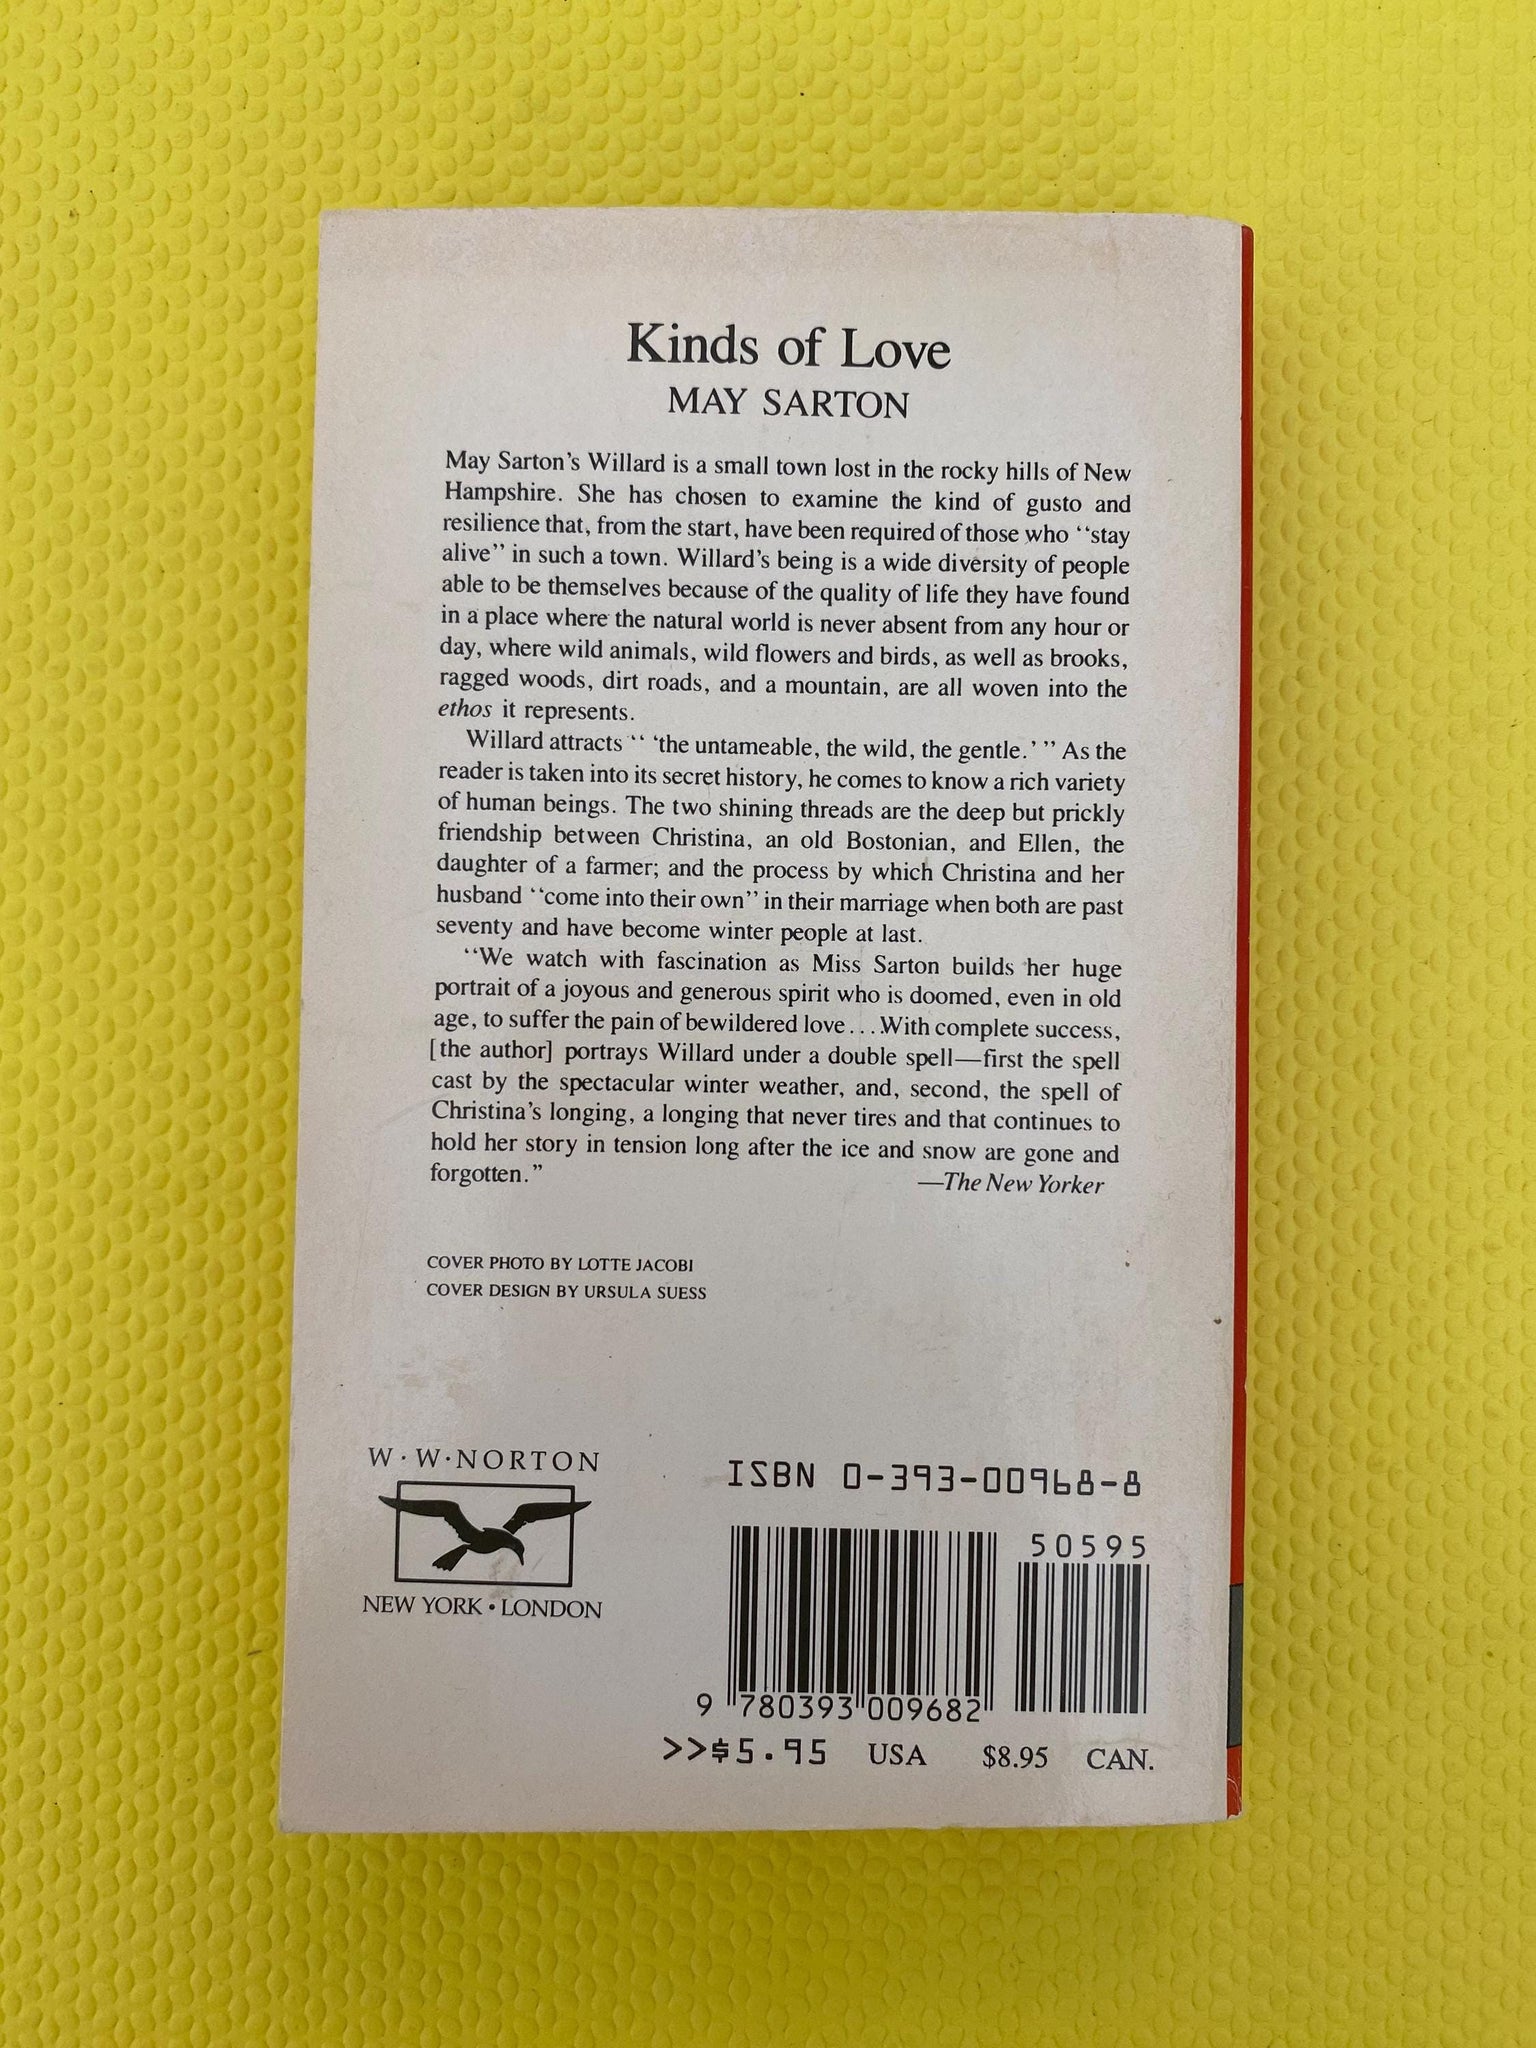 Kinds of Love
MAY SARTON
May Sarton's Willard is a small town lost in the rocky hills of New
Hampshire. She has chosen to examine the kind of gusto and
resilience that, from the start, have been required of those who "stay
alive" in such a town. Willard's being is a wide diversity of people
able to be themselves because of the quality of life they have found
in a place where the natural world is never absent from any hour or
day, where wild animals, wild flowers and birds, as well as brooks,
ragged woods, dirt roads, and a mountain, are all woven into the
ethos it represents.
Willard attracts " 'the untameable, the wild, the gentle.' " As the
reader is taken into its secret history, he comes to know a rich variety
of human beings. The two shining threads are the deep but prickly
friendship between Christina, an old Bostonian, and Ellen, the
daughter of a farmer; and the process by which Christina and her
husband "come into their own" in their marriage when both are past
seventy and have become winter people at last.
"We watch with fascination as Miss Sarton builds her huge
portrait of a joyous and generous spirit who is doomed, even in old
age, to suffer the pain of bewildered love....With complete success,
[the author] portrays Willard under a double spell—first the spell
cast by the spectacular winter weather, and, second, the spell of
Christina's longing, a longing that never tires and that continues to
hold her story in tension long after the ice and snow are gone and
forgotten."
—The New Yorker
COVER PHOTO BY LOTTE JACOBI
COVER DESIGN BY URSULA SUESS
W·W·NORTON
NEW YORK • LONDON
ISBN 0-393-00968-8
50595
9 780393 009682
>>$5.95 USA $8.95 CAN.